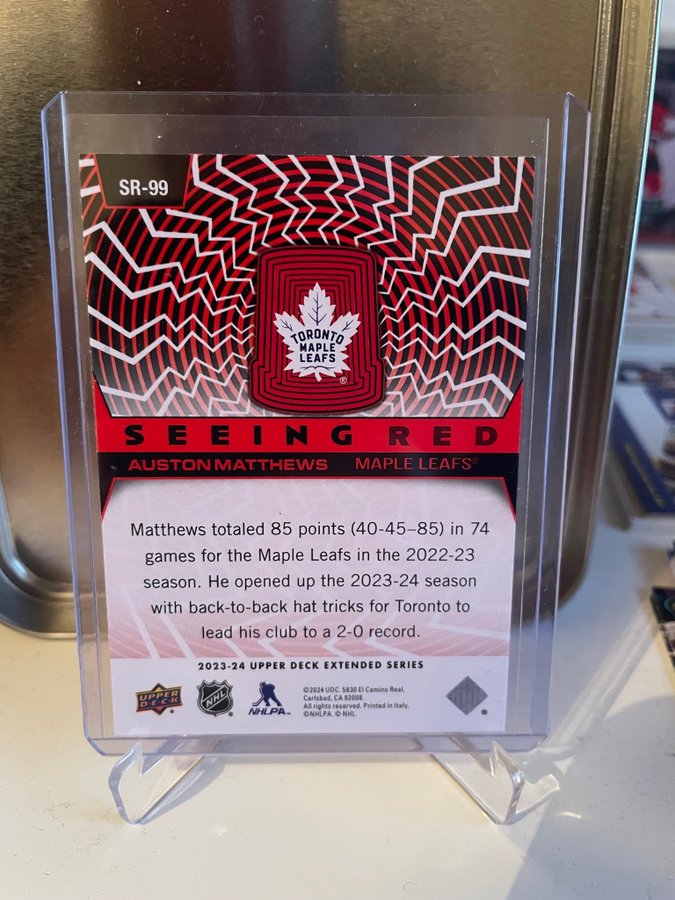 SR-99
TORONTO
MAPLE
LEAFS
®
SEEING RED
AUSTON MATTHEWS MAPLE LEAFS®
Matthews totaled 85 points (40-45–85) in 74
games for the Maple Leafs in the 2022-23
season. He opened up the 2023-24 season
with back-to-back hat tricks for Toronto to
lead his club to a 2-0 record.
2023-24 UPPER DECK EXTENDED SERIES
UPPER
DECK
NHL
NHLPA
©2024 UDC. 5830 El Camino Real,
Carlsbad, CA 92008.
All rights reserved. Printed in Italy.
©NHLPA. © NHL.